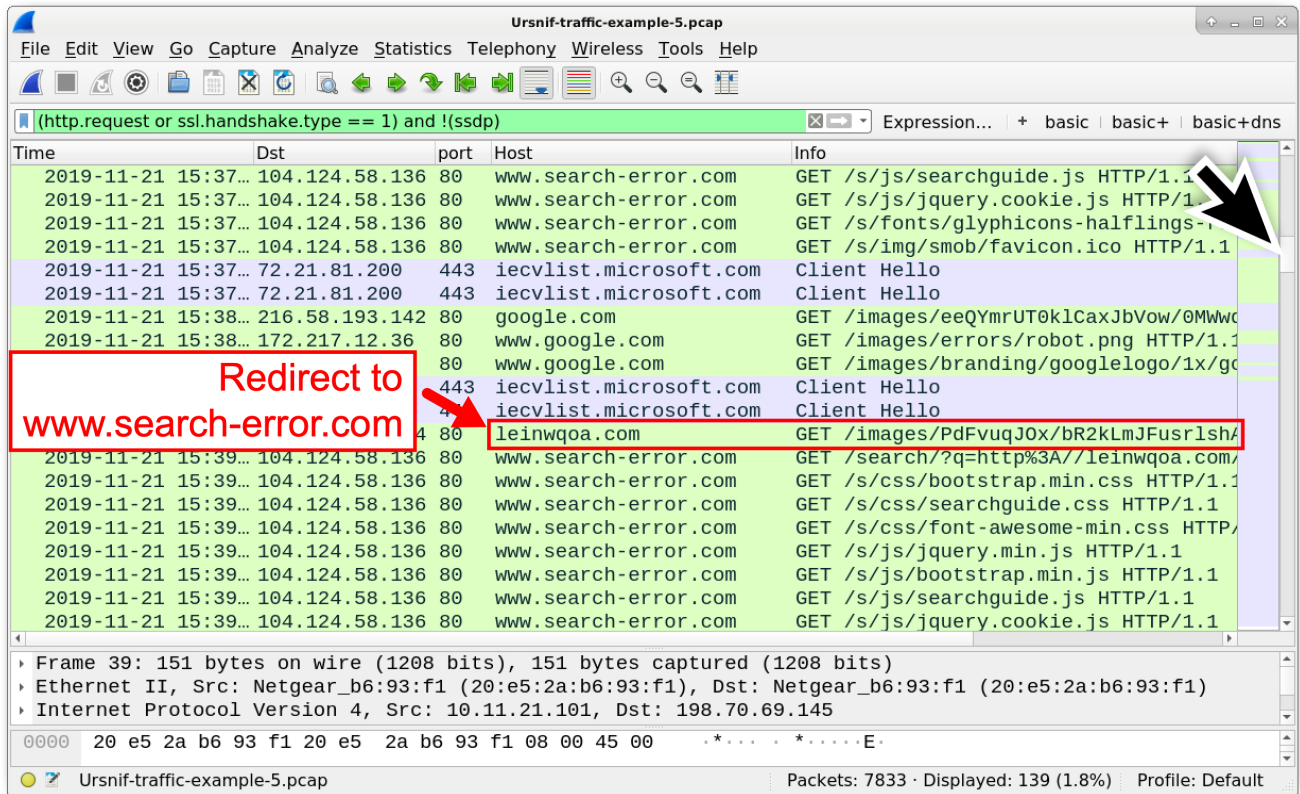 Ursnif-traffic-example-5.pcap
File Edit View Go Capture Analyze Statistics Telephony Wireless Tools Help
(http.request or ssl.handshake.type == 1) and !(ssdp) Expression… + basic basic+ basic+dns
Time Dst port Host Info
2019-11-21 15:37… 104.124.58.136 80 www.search-error.com GET /s/js/searchguide.js HTTP/1.1
2019-11-21 15:37… 104.124.58.136 80 www.search-error.com GET /s/js/jquery.cookie.js HTTP/1.
2019-11-21 15:37… 104.124.58.136 80 www.search-error.com GET /s/fonts/glyphicons-halflings-r
2019-11-21 15:37… 104.124.58.136 80 www.search-error.com GET /s/img/smob/favicon.ico HTTP/1.1
2019-11-21 15:37… 72.21.81.200 443 iecvlist.microsoft.com Client Hello
2019-11-21 15:37… 72.21.81.200 443 iecvlist.microsoft.com Client Hello
2019-11-21 15:38… 216.58.193.142 80 google.com GET /images/eeQYmrUT0klCaxJbVow/0MWwd
2019-11-21 15:38… 172.217.12.36 80 www.google.com GET /images/errors/robot.png HTTP/1.1
80 www.google.com GET /images/branding/googlelogo/1x/go
Redirect to
443 iecvlist.microsoft.com Client Hello
iecvlist.microsoft.com Client Hello
www.search-error.com
4 80 leinwqoa.com GET /images/PdFvuqJOx/bR2kLmJFusrlshA
2019-11-21 15:39… 104.124.58.136 80 www.search-error.com GET /search/?q=http%3A//leinwqoa.com/
2019-11-21 15:39… 104.124.58.136 80 www.search-error.com GET /s/css/bootstrap.min.css HTTP/1.1
2019-11-21 15:39… 104.124.58.136 80 www.search-error.com GET /s/css/searchguide.css HTTP/1.1
2019-11-21 15:39… 104.124.58.136 80 www.search-error.com GET /s/css/font-awesome-min.css HTTP/
2019-11-21 15:39… 104.124.58.136 80 www.search-error.com GET /s/js/jquery.min.js HTTP/1.1
2019-11-21 15:39… 104.124.58.136 80 www.search-error.com GET /s/js/bootstrap.min.js HTTP/1.1
2019-11-21 15:39… 104.124.58.136 80 www.search-error.com GET /s/js/searchguide.js HTTP/1.1
2019-11-21 15:39… 104.124.58.136 80 www.search-error.com GET /s/js/jquery.cookie.js HTTP/1.1
Frame 39: 151 bytes on wire (1208 bits), 151 bytes captured (1208 bits)
Ethernet II, Src: Netgear_b6:93:f1 (20:e5:2a:b6:93:f1), Dst: Netgear_b6:93:f1 (20:e5:2a:b6:93:f1)
Internet Protocol Version 4, Src: 10.11.21.101, Dst: 198.70.69.145
0000 20 e5 2a b6 93 f1 20 e5 2a b6 93 f1 08 00 45 00 ·*··· · *·····E·
Ursnif-traffic-example-5.pcap Packets: 7833 · Displayed: 139 (1.8%) Profile: Default